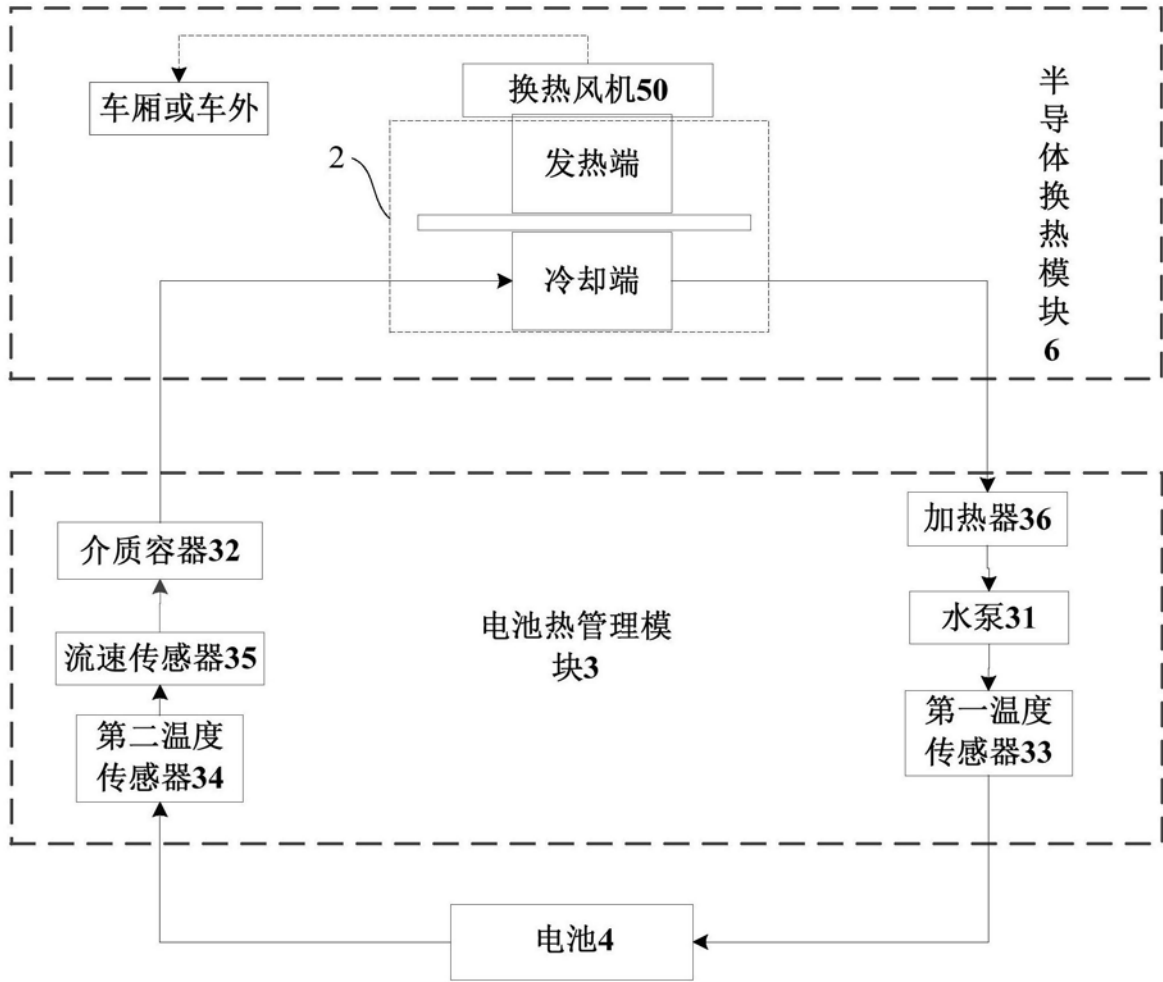 换热风机50
车厢或车外
发热端
2
冷却端
半导体换热模块6
加热器36
介质容器32
水泵31
电池热管理模
块3
流速传感器35
第一温度
传感器33
第二温度
传感器34
电池4